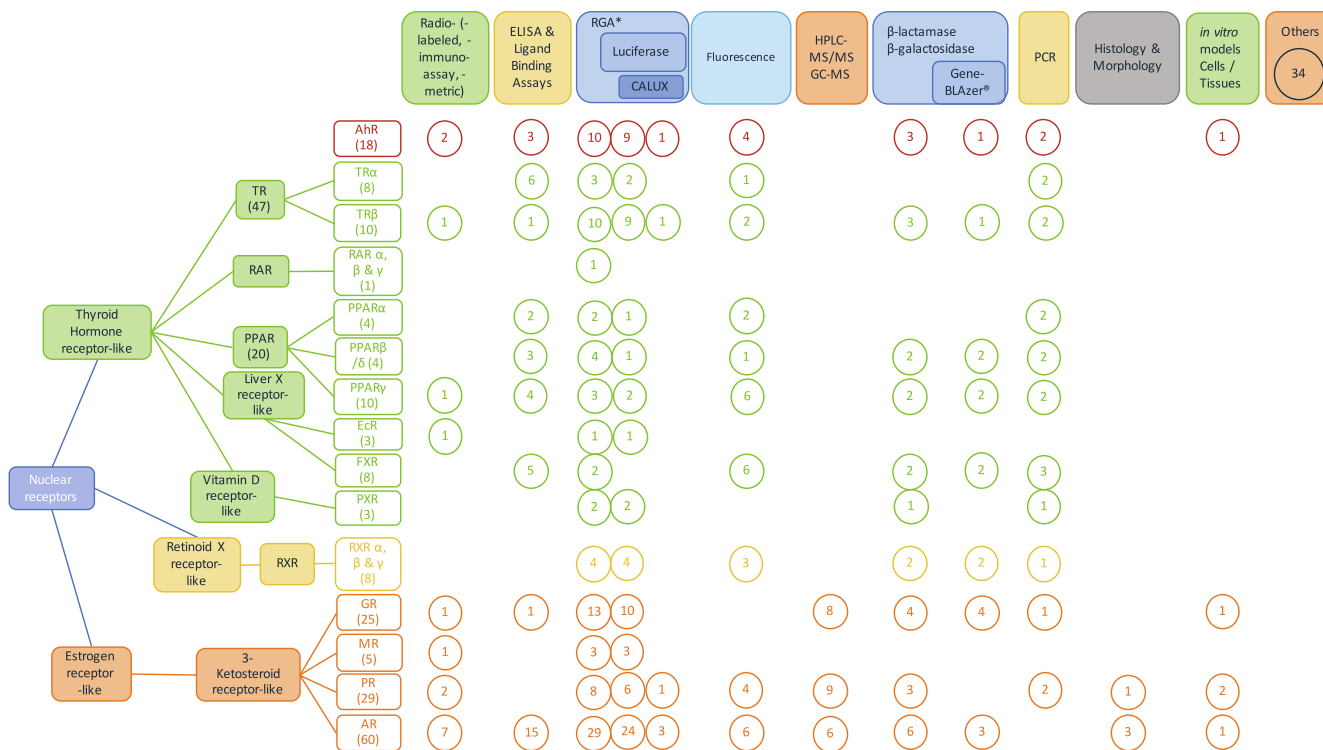 Radio- (-
labeled, -
immuno-
assay, -
metric)
ELISA &
Ligand
Binding
Assays
RGA*
Luciferase
CALUX
Fluorescence
HPLC-
MS/MS
GC-MS
β-lactamase
β-galactosidase
Gene-
BLAzer®
PCR
Histology &
Morphology
in vitro
models
Cells /
Tissues
Others
34
AhR
(18)
2 3 10 9 1 4 3 1 2 1
TR
(47)
TRα
(8)
6 3 2 1 2
TRβ
(10)
1 1 10 9 1 2 3 1 2
RAR
RAR α,
β & γ
(1)
1
Thyroid
Hormone
receptor-like
PPAR
(20)
PPARα
(4)
2 2 1 2 2
PPARβ
/δ (4)
3 4 1 1 2 2 2
PPARγ
(10)
1 4 3 2 6 2 2 2
Liver X
receptor-
like
EcR
(3)
1 1 1
FXR
(8)
5 2 6 2 2 3
Nuclear
receptors
Vitamin D
receptor-
like
PXR
(3)
2 2 1 1
Retinoid X
receptor-
like
RXR
RXR α,
β & γ
(8)
4 4 3 2 2 1
GR
(25)
1 1 13 10 8 4 4 1 1
Estrogen
receptor
-like
3-
Ketosteroid
receptor-like
MR
(5)
1 3 3
PR
(29)
2 8 6 1 4 9 3 2 1 2
AR
(60)
7 15 29 24 3 6 6 6 3 3 1